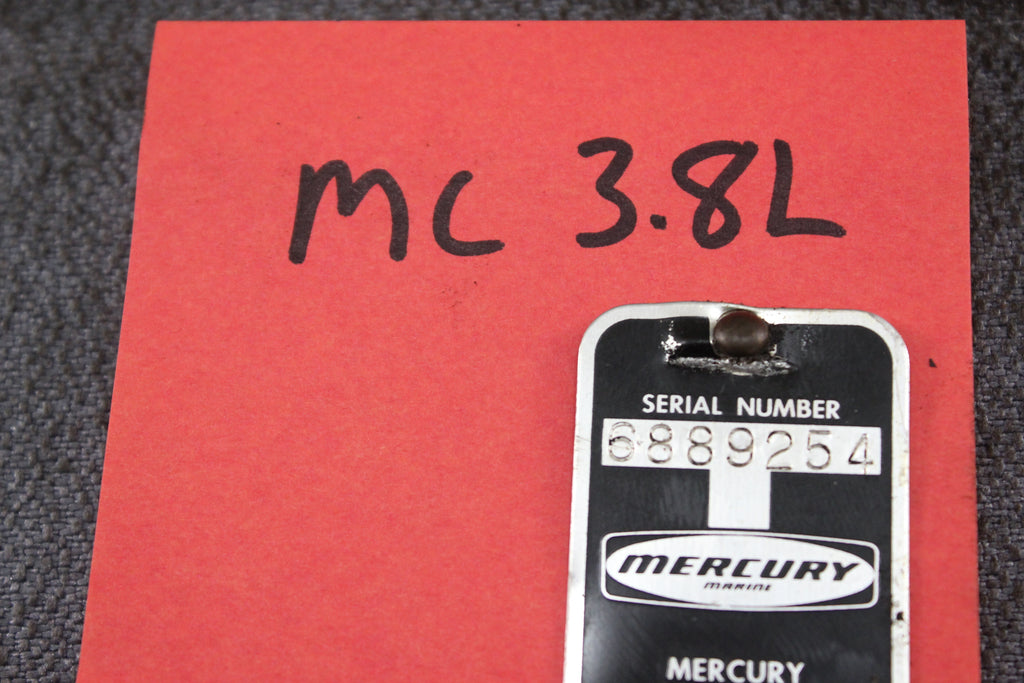 MC 3.8L
SERIAL NUMBER
6889254
MERCURY
MARINE
MERCURY